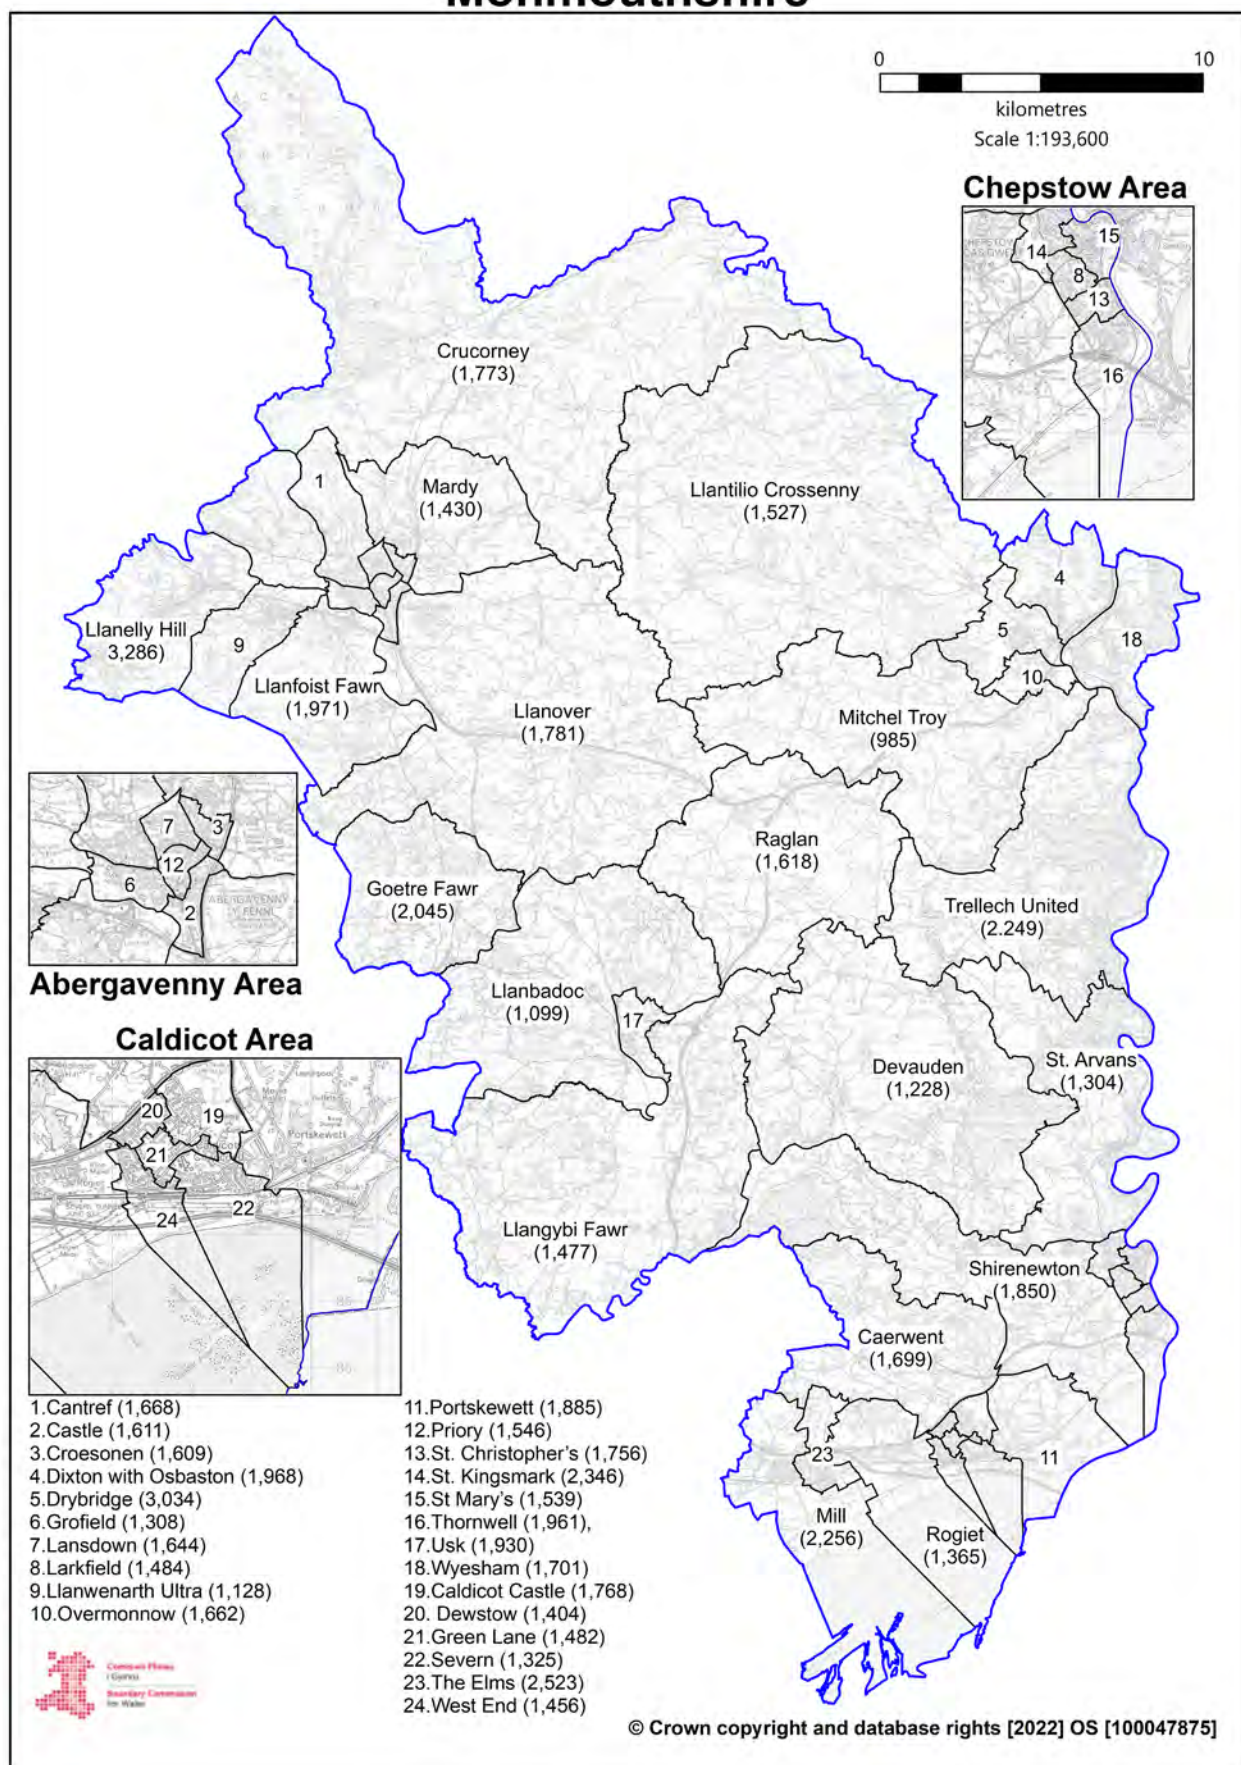 Monmouthshire
0 10
kilometres
Scale 1:193,600
Chepstow Area
15
14
8
13
16
Crucorney
(1,773)
1
Mardy
(1,430)
Llantilio Crossenny
(1,527)
4
5
18
10
Llanelly Hill
3,286)
9
Llanfoist Fawr
(1,971)
Llanover
(1,781)
Mitchel Troy
(985)
7
3
12
6
2
ABERGAVENNY
Y FENNI
Abergavenny Area
Raglan
(1,618)
Goetre Fawr
(2,045)
Trellech United
(2.249)
Llanbadoc
(1,099)
17
Devauden
(1,228)
St. Arvans
(1,304)
Caldicot Area
20
19
Portskewett
21
22
24
Llangybi Fawr
(1,477)
Shirenewton
(1,850)
Caerwent
(1,699)
23
11
Mill
(2,256)
Rogiet
(1,365)
1.Cantref (1,668)
2.Castle (1,611)
3.Croesonen (1,609)
4.Dixton with Osbaston (1,968)
5.Drybridge (3,034)
6.Grofield (1,308)
7.Lansdown (1,644)
8.Larkfield (1,484)
9.Llanwenarth Ultra (1,128)
10.Overmonnow (1,662)
11.Portskewett (1,885)
12.Priory (1,546)
13.St. Christopher's (1,756)
14.St. Kingsmark (2,346)
15.St Mary's (1,539)
16.Thornwell (1,961),
17.Usk (1,930)
18.Wyesham (1,701)
19.Caldicot Castle (1,768)
20. Dewstow (1,404)
21.Green Lane (1,482)
22.Severn (1,325)
23.The Elms (2,523)
24.West End (1,456)
Comisiwn Ffiniau
i Gymru
Boundary Commission
for Wales
© Crown copyright and database rights [2022] OS [100047875]